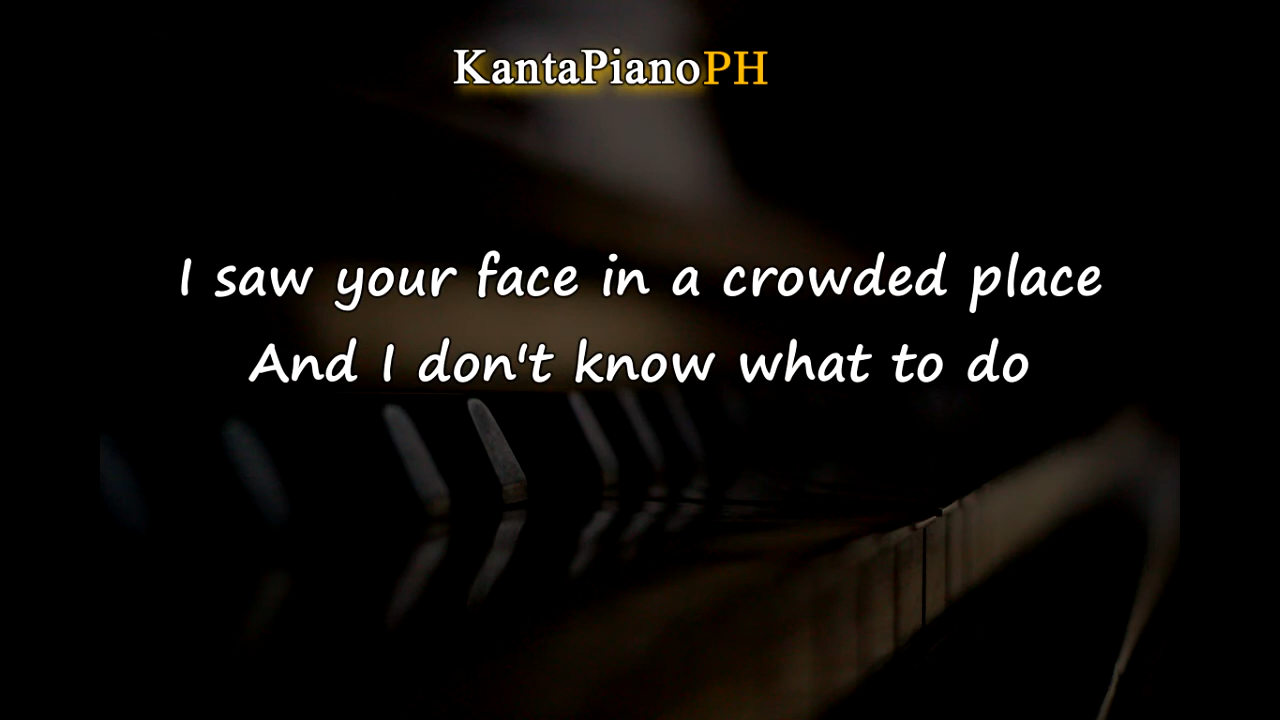 KantaPianoPH
I saw your face in a crowded place
And I don't know what to do